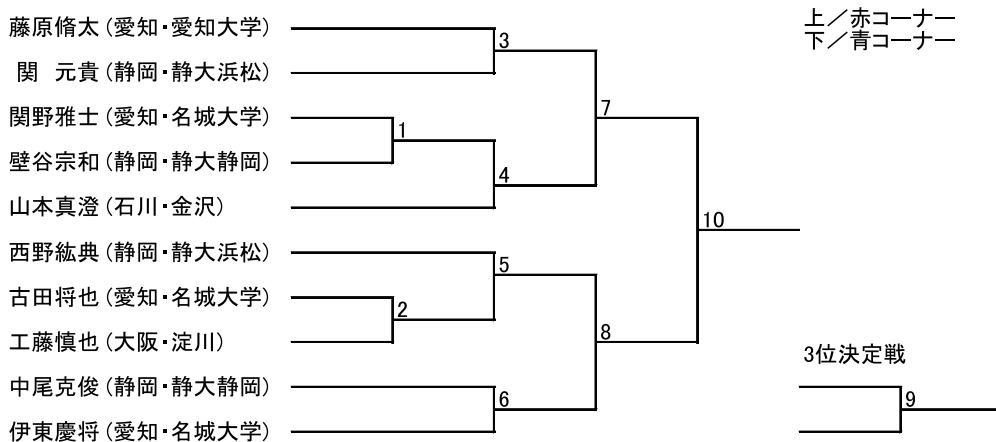 藤原脩太(愛知・愛知大学)
関 元貴(静岡・静大浜松)
関野雅士(愛知・名城大学)
壁谷宗和(静岡・静大静岡)
山本真澄(石川・金沢)
西野紘典(静岡・静大浜松)
古田将也(愛知・名城大学)
工藤慎也(大阪・淀川)
中尾克俊(静岡・静大静岡)
伊東慶将(愛知・名城大学)
1
2
3
4
5
6
7
8
10
上/赤コーナー
下/青コーナー
3位決定戦
9